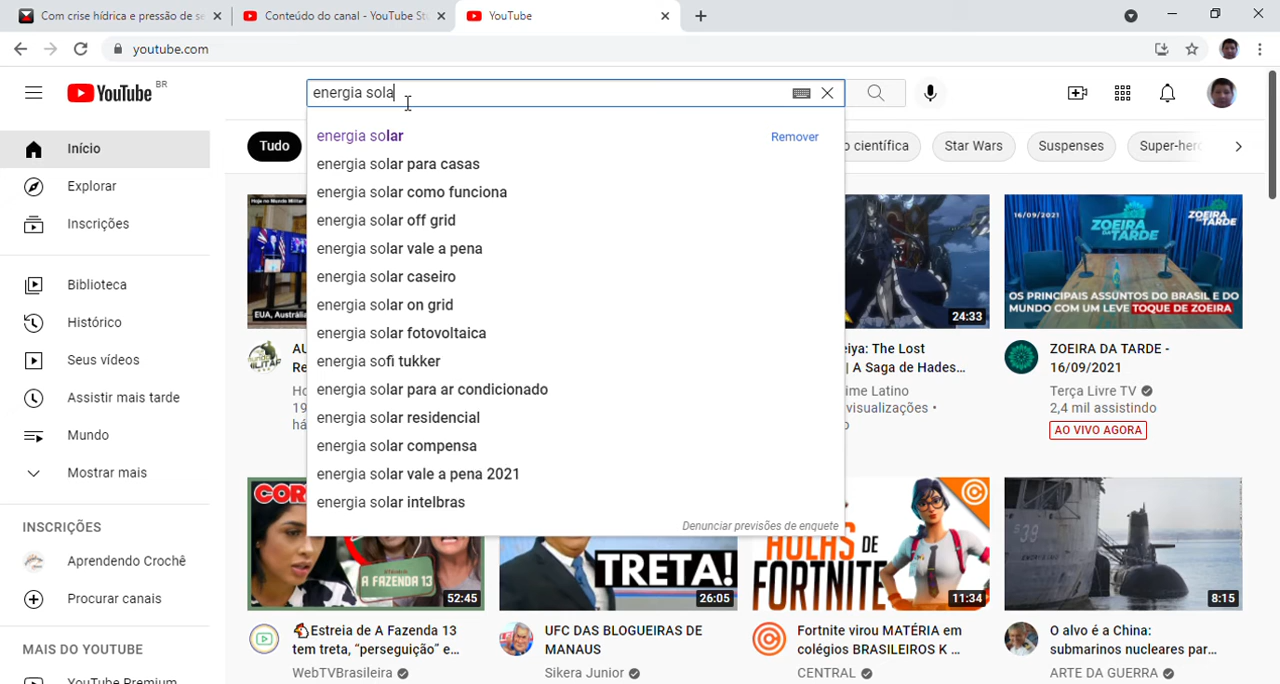 Com crise hídrica e pressão de se
Conteúdo do canal - YouTube St
YouTube
youtube.com
YouTube BR
energia sola
Início
Explorar
Inscrições
Biblioteca
Histórico
Seus vídeos
Assistir mais tarde
Mundo
Mostrar mais
INSCRIÇÕES
Aprendendo Crochê
Procurar canais
MAIS DO YOUTUBE
YouTube Premium
Tudo
energia solar
Remover
energia solar para casas
energia solar como funciona
energia solar off grid
energia solar vale a pena
energia solar caseiro
energia solar on grid
energia solar fotovoltaica
energia sofi tukker
energia solar para ar condicionado
energia solar residencial
energia solar compensa
energia solar vale a pena 2021
energia solar intelbras
Denunciar previsões de enquete
o científica
Star Wars
Suspenses
Super-herc
Hoje no Mundo Militar
EUA, Austráli
MILITAR
AU
Re
Ho
19
há
24:33
eiya: The Lost
| A Saga de Hades...
ime Latino
visualizações •
o
16/09/2021
ZOEIRA DA TARDE
ZOEIRA
DA TARDE
OS PRINCIPAIS ASSUNTOS DO BRASIL E DO
MUNDO COM UM LEVE TOQUE DE ZOEIRA
ZOEIRA DA TARDE -
16/09/2021
Terça Livre TV
2,4 mil assistindo
AO VIVO AGORA
COR
A FAZENDA 13
52:45
Estreia de A Fazenda 13
tem treta, “perseguição” e...
WebTVBrasileira
TRETA!
26:05
UFC DAS BLOGUEIRAS DE
MANAUS
Sikera Junior
AULAS DE
FORTNITE
11:34
Fortnite virou MATÉRIA em
colégios BRASILEIROS K ...
CENTRAL
539
8:15
O alvo é a China:
submarinos nucleares par...
ARTE DA GUERRA